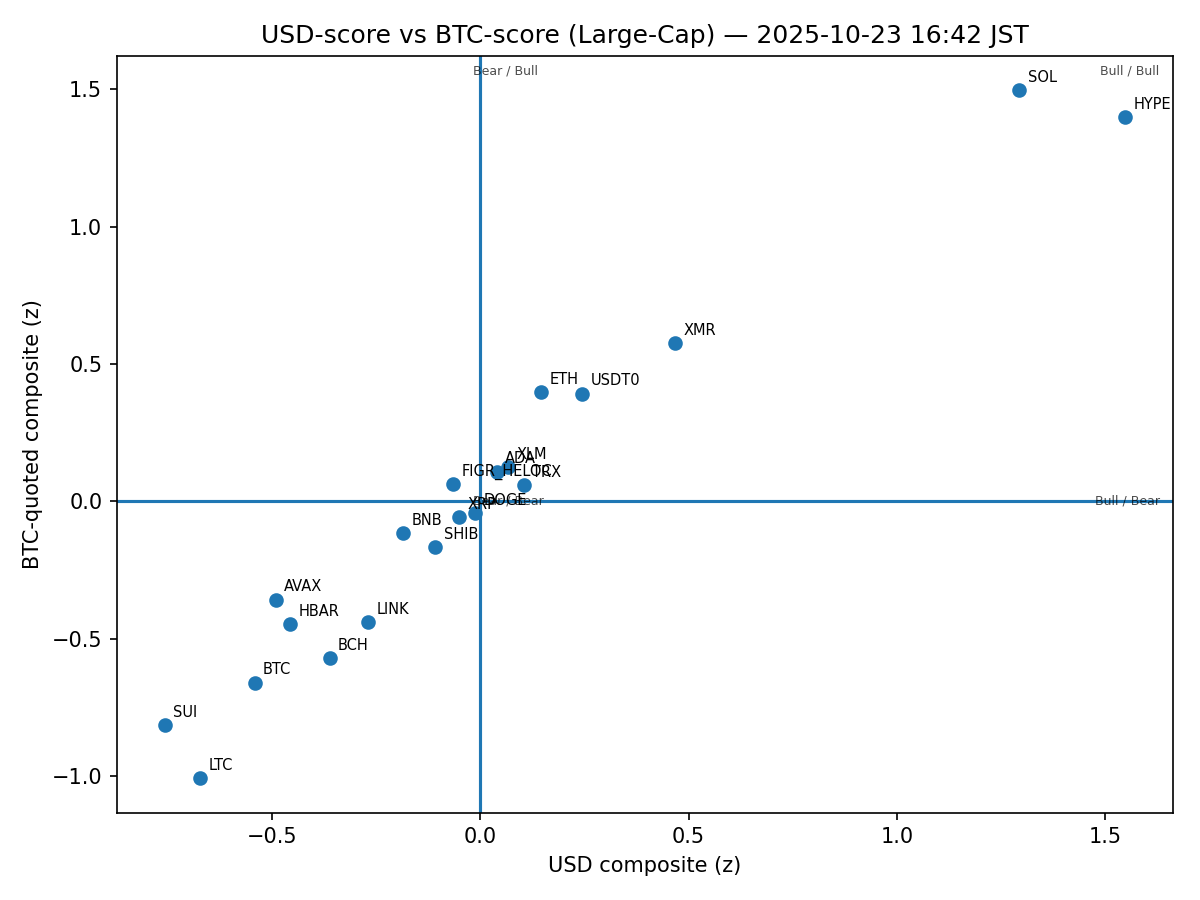 USD-score vs BTC-score (Large-Cap) — 2025-10-23 16:42 JST
Bear / Bull
Bull / Bull
1.5
SOL
HYPE
1.0
XMR
0.5
ETH
USDT0
XLM
ADA
FIGR_HELOC
TRX
0.0
DOGE
XRP
Bear / Bear
Bull / Bear
BNB
SHIB
AVAX
HBAR
LINK
−0.5
BCH
BTC
SUI
LTC
−1.0
−0.5
0.0
0.5
1.0
1.5
USD composite (z)
BTC-quoted composite (z)